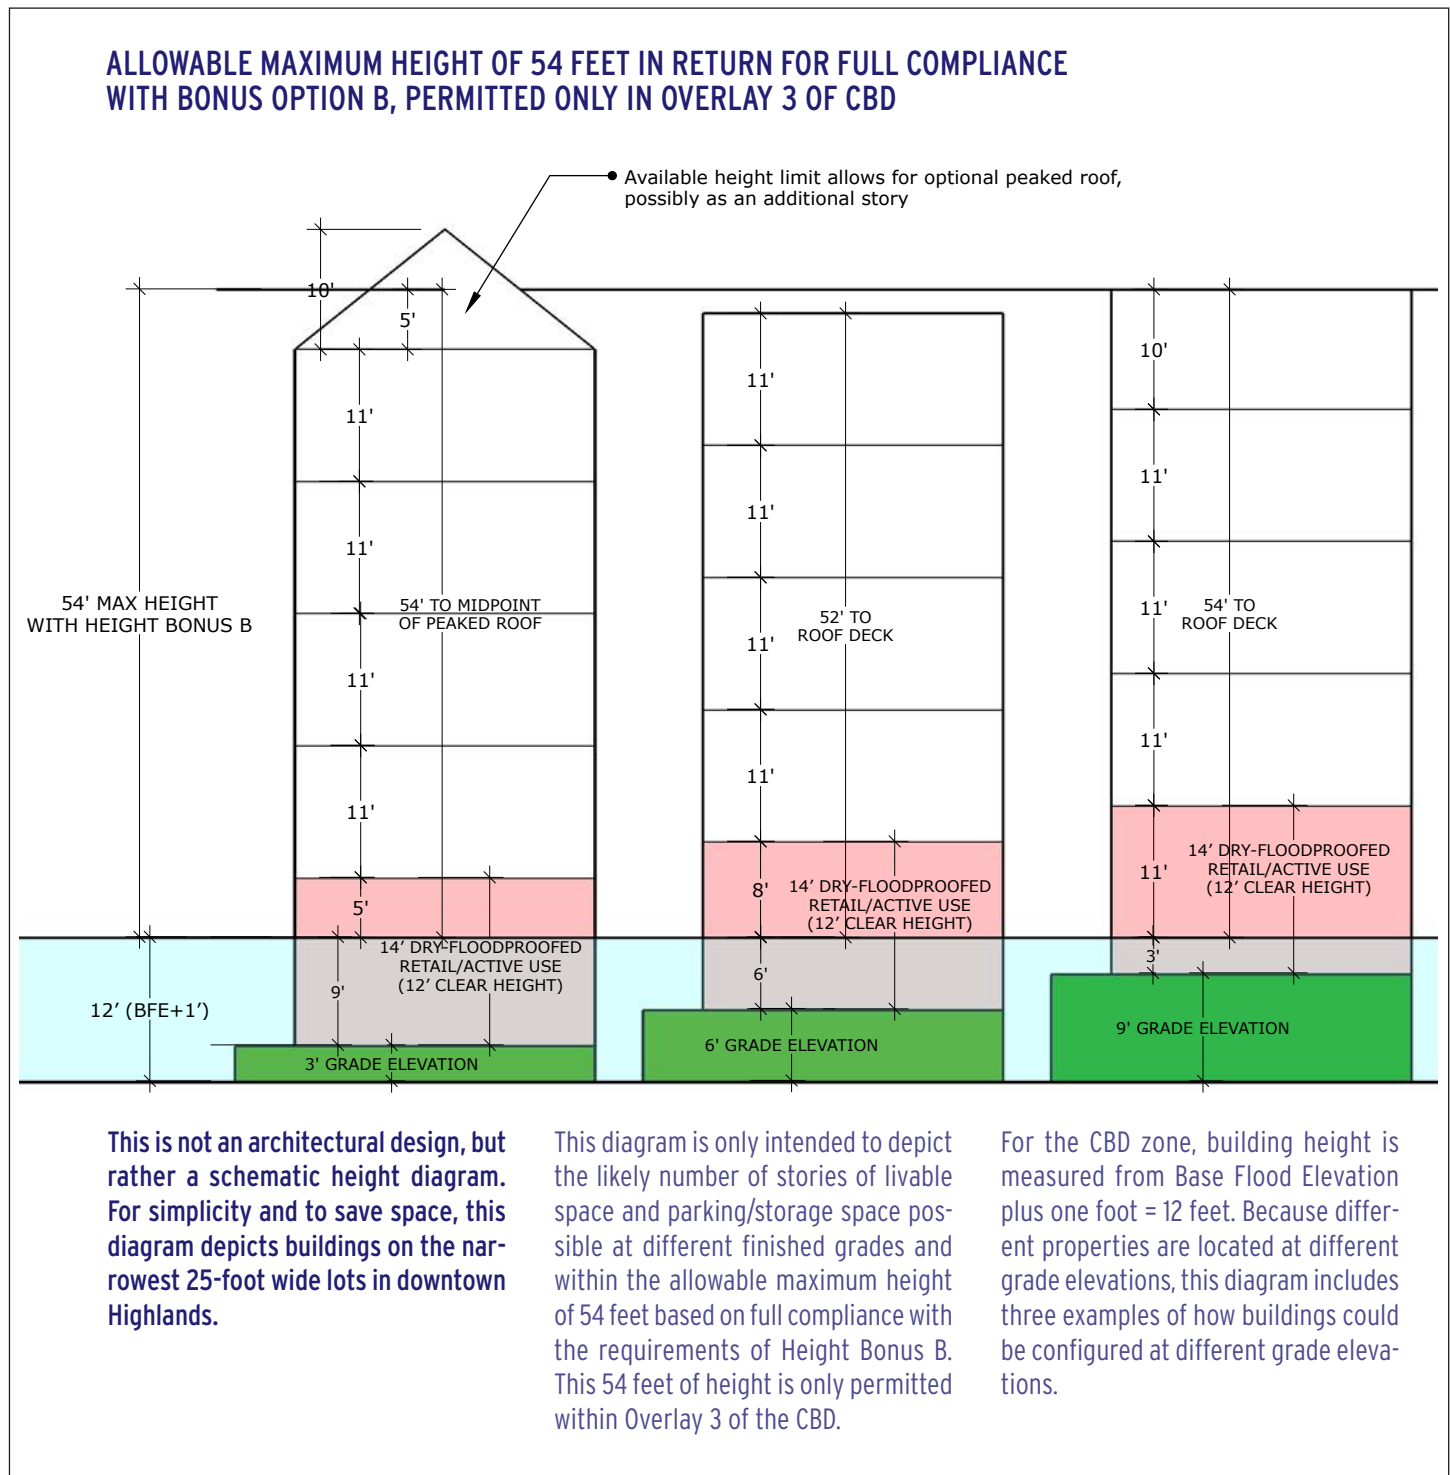 ALLOWABLE MAXIMUM HEIGHT OF 54 FEET IN RETURN FOR FULL COMPLIANCE
WITH BONUS OPTION B, PERMITTED ONLY IN OVERLAY 3 OF CBD
Available height limit allows for optional peaked roof,
possibly as an additional story
10'
5'
11'
11'
11'
11'
5'
9'
54' MAX HEIGHT
WITH HEIGHT BONUS B
54' TO MIDPOINT
OF PEAKED ROOF
14’ DRY-FLOODPROOFED
RETAIL/ACTIVE USE
(12’ CLEAR HEIGHT)
12’ (BFE+1’)
3' GRADE ELEVATION
11'
11'
11'
11'
8'
6'
52' TO
ROOF DECK
14’ DRY-FLOODPROOFED
RETAIL/ACTIVE USE
(12’ CLEAR HEIGHT)
6' GRADE ELEVATION
10'
11'
11'
11'
11'
3'
54' TO
ROOF DECK
14’ DRY-FLOODPROOFED
RETAIL/ACTIVE USE
(12’ CLEAR HEIGHT)
9' GRADE ELEVATION
This is not an architectural design, but
rather a schematic height diagram.
For simplicity and to save space, this
diagram depicts buildings on the nar-
rowest 25-foot wide lots in downtown
Highlands.
This diagram is only intended to depict
the likely number of stories of livable
space and parking/storage space pos-
sible at different finished grades and
within the allowable maximum height
of 54 feet based on full compliance with
the requirements of Height Bonus B.
This 54 feet of height is only permitted
within Overlay 3 of the CBD.
For the CBD zone, building height is
measured from Base Flood Elevation
plus one foot = 12 feet. Because differ-
ent properties are located at different
grade elevations, this diagram includes
three examples of how buildings could
be configured at different grade eleva-
tions.